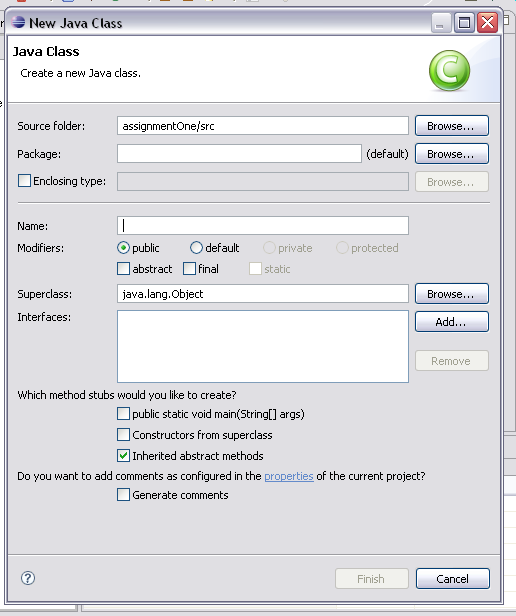 New Java Class
Java Class
Create a new Java class.
C
Source folder: assignmentOne/src Browse...
Package: (default) Browse...
Enclosing type: Browse...
Name:
Modifiers: public default private protected
abstract final static
Superclass: java.lang.Object Browse...
Interfaces: Add...
Remove
Which method stubs would you like to create?
public static void main(String[] args)
Constructors from superclass
Inherited abstract methods
Do you want to add comments as configured in the properties of the current project?
Generate comments
? Finish Cancel